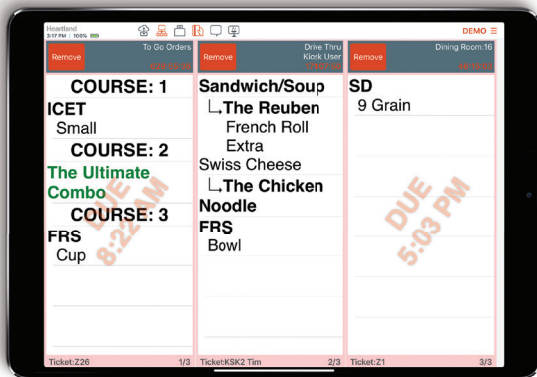 Heartland
3:17 PM 100%
DEMO
Remove
To Go Orders
COURSE: 1
ICET
Small
COURSE: 2
The Ultimate
Combo
COURSE: 3
FRS
Cup
DUE
8:22 AM
Ticket:Z26 1/3
Remove
Drive Thru
Kiosk User
Sandwich/Soup
The Reuben
French Roll
Extra
Swiss Cheese
The Chicken
Noodle
FRS
Bowl
Ticket:KSK2 Tim 2/3
Remove
Dining Room:16
SD
9 Grain
DUE
5:03 PM
Ticket:Z1 3/3